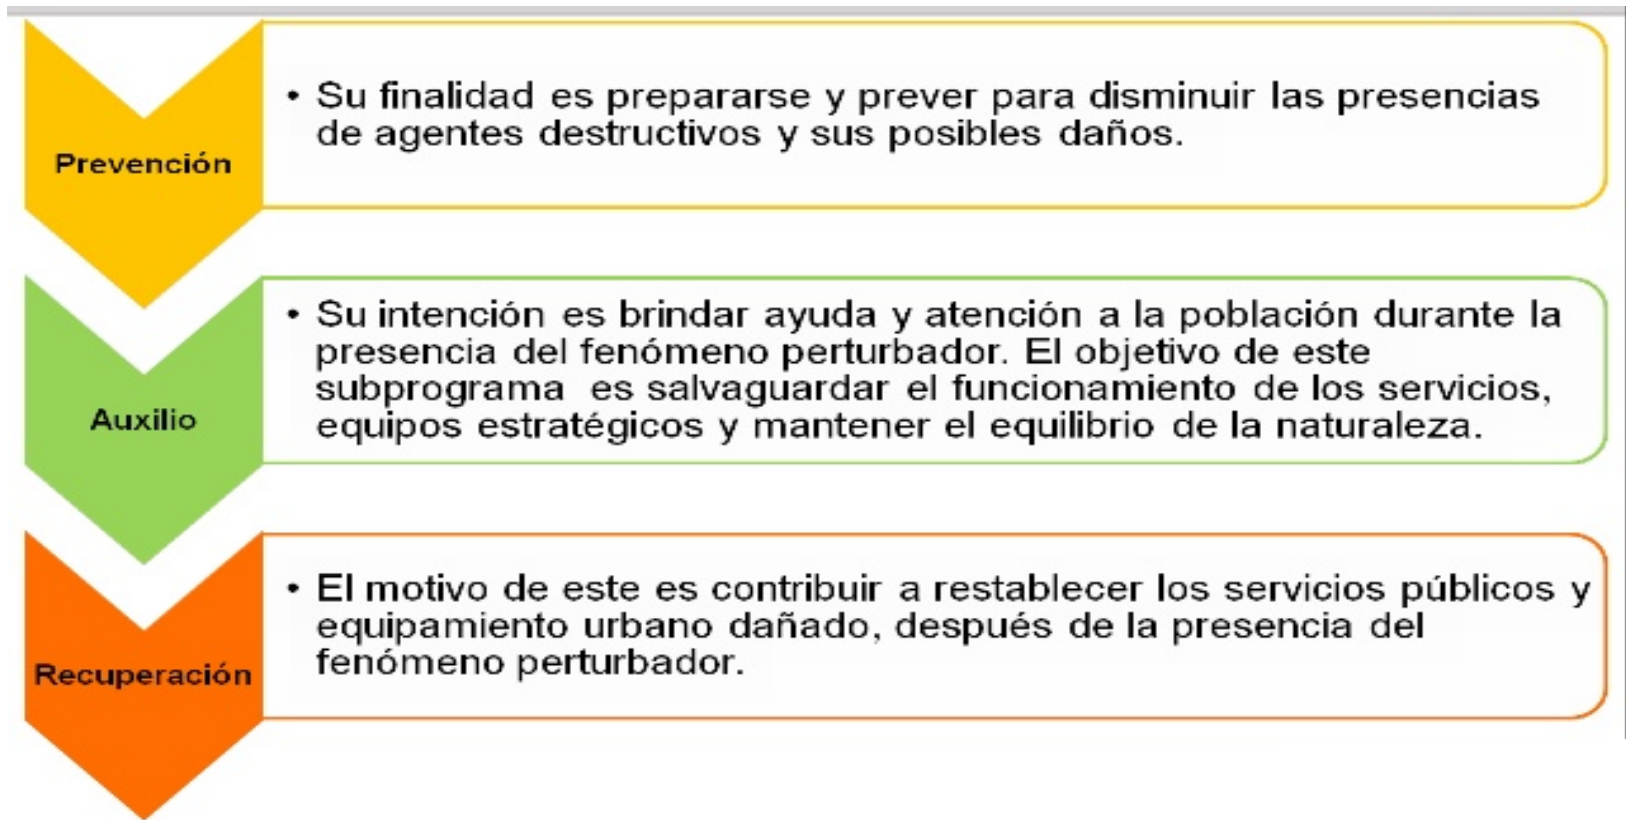 Prevención
• Su finalidad es prepararse y prever para disminuir las presencias
de agentes destructivos y sus posibles daños.
Auxilio
• Su intención es brindar ayuda y atención a la población durante la
presencia del fenómeno perturbador. El objetivo de este
subprograma es salvaguardar el funcionamiento de los servicios,
equipos estratégicos y mantener el equilibrio de la naturaleza.
Recuperación
• El motivo de este es contribuir a restablecer los servicios públicos y
equipamiento urbano dañado, después de la presencia del
fenómeno perturbador.